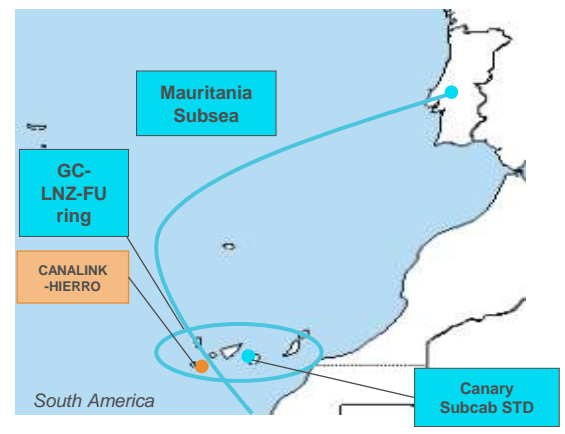 Mauritania
Subsea
GC-
LNZ-FU
ring
CANALINK
-HIERRO
South America
Canary
Subcab STD